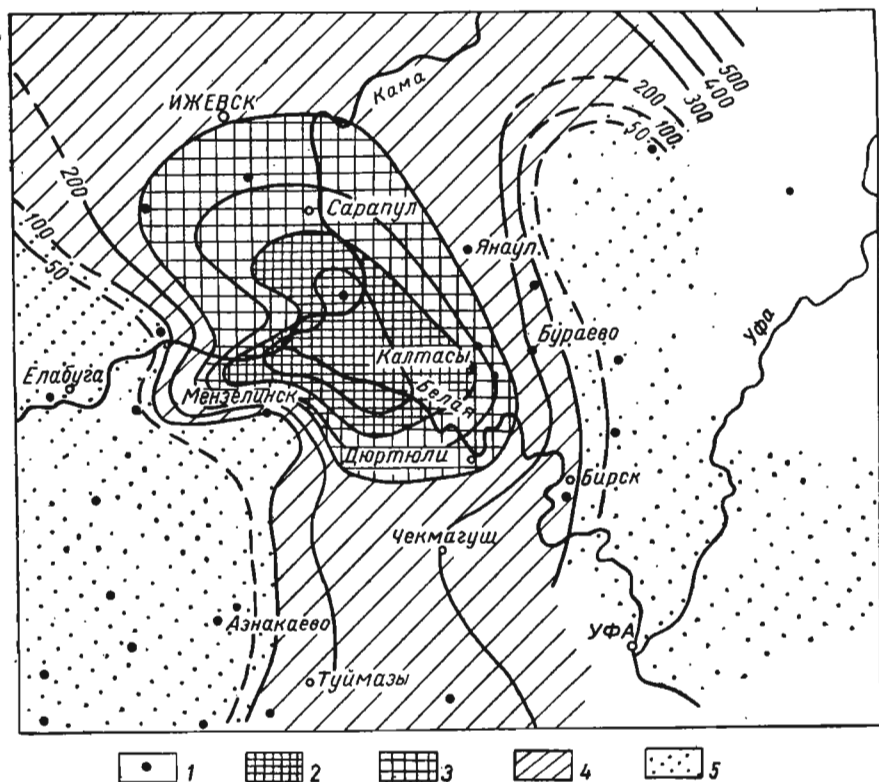 500
400
300
200
100
50
Кама
ИЖЕВСК
200
100
50
Сарапул
Янаул
Уфа
Бураево
Калтасы
Елабуга
Мензелинск
Белая
Дюртюли
Бирск
Чекмагуш
Азнакаево
УФА
Туймазы
1
2
3
4
5